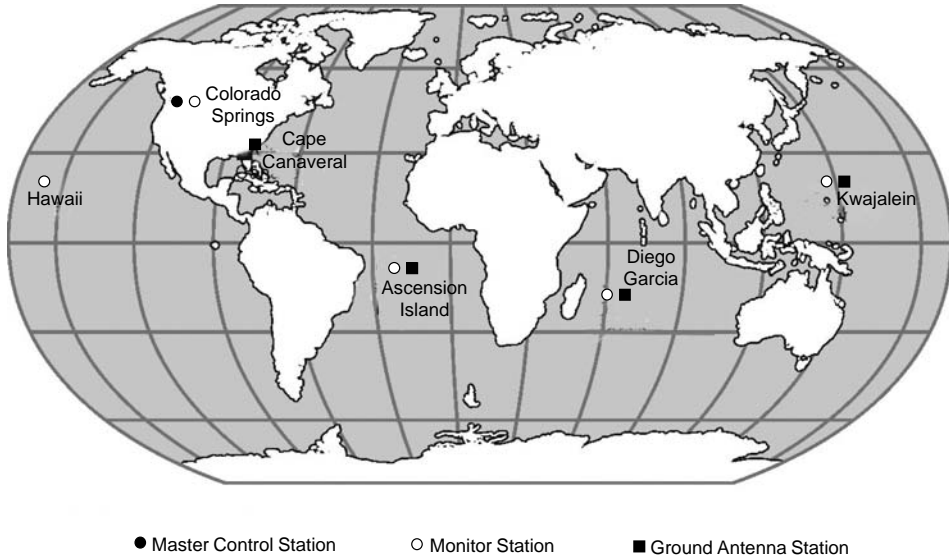 Colorado
Springs
Cape
Canaveral
Hawaii
Kwajalein
Diego
Garcia
Ascension
Island
Master Control Station
Monitor Station
Ground Antenna Station